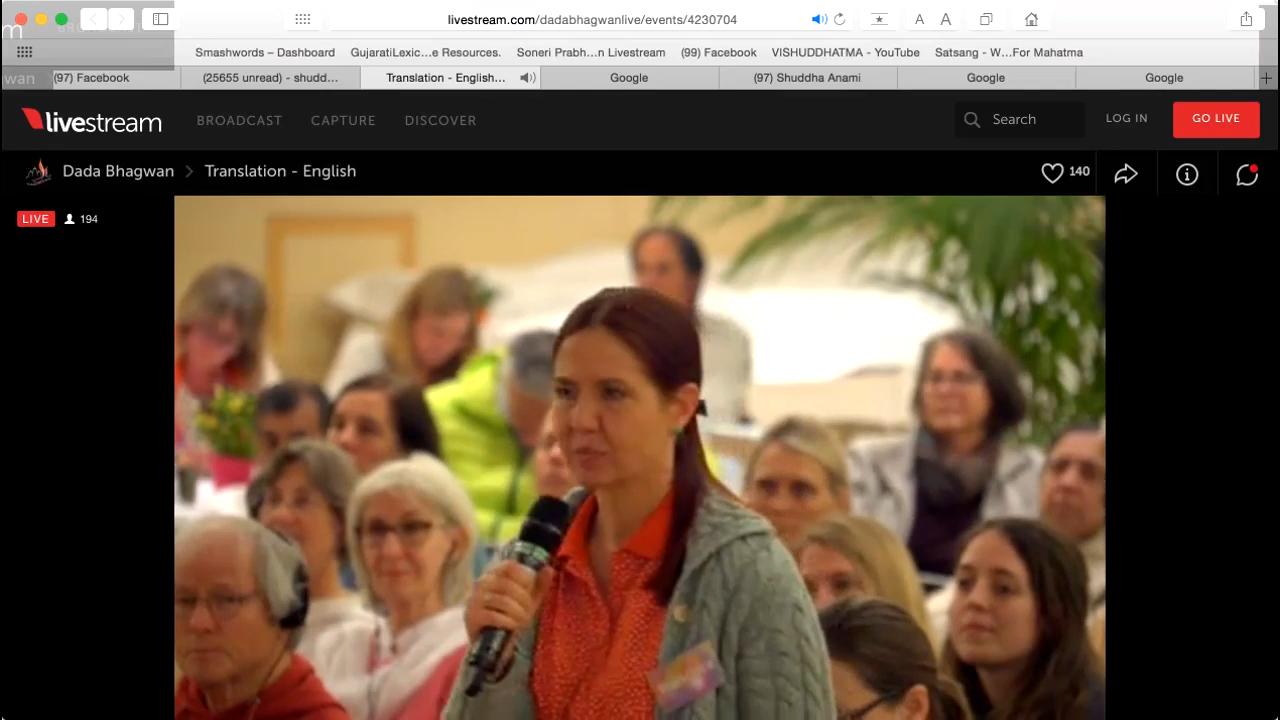 livestream.com/dadabhagwanlive/events/4230704
A A
Smashwords – Dashboard GujaratiLexic...e Resources. Soneri Prabh...n Livestream (99) Facebook VISHUDDHATMA - YouTube Satsang - W...For Mahatma
wan (97) Facebook (25655 unread) - shudd... Translation - English... Google (97) Shuddha Anami Google Google
livestream BROADCAST CAPTURE DISCOVER Search LOG IN GO LIVE
Dada Bhagwan > Translation - English 140
LIVE 194